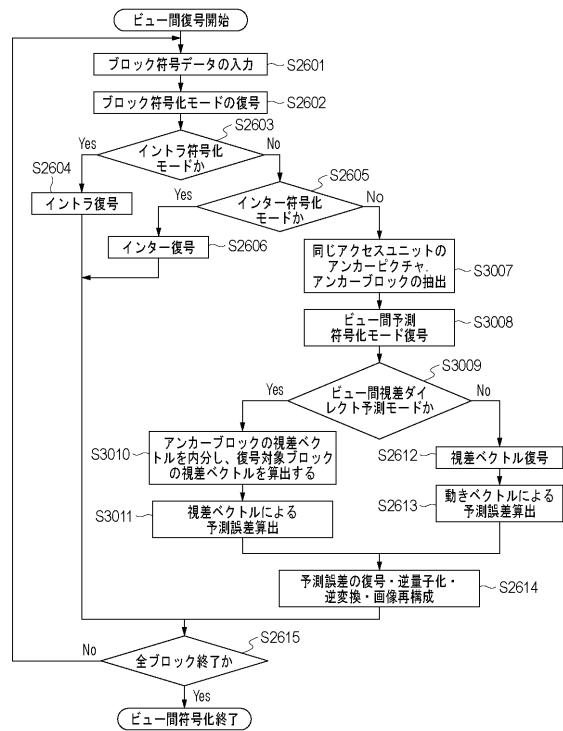 ビュー間復号開始
ブロック符号データの入力
S2601
ブロック符号化モードの復号
S2602
S2603
Yes
イントラ符号化
モードか
No
S2604
イントラ復号
S2605
Yes
インター符号化
モードか
No
インター復号
S2606
同じアクセスユニットの
アンカーピクチャ、
アンカーブロックの抽出
S3007
ビュー間予測
符号化モード復号
S3008
S3009
Yes
ビュー間視差ダイ
レクト予測モードか
No
S3010
アンカーブロックの視差ベク
トルを内分し、復号対象ブロック
の視差ベクトルを算出する
S2612
視差ベクトル復号
S3011
視差ベクトルによる
予測誤差算出
S2613
動きベクトルによる
予測誤差算出
予測誤差の復号・逆量子化・
逆変換・画像再構成
S2614
S2615
No
全ブロック終了か
Yes
ビュー間符号化終了